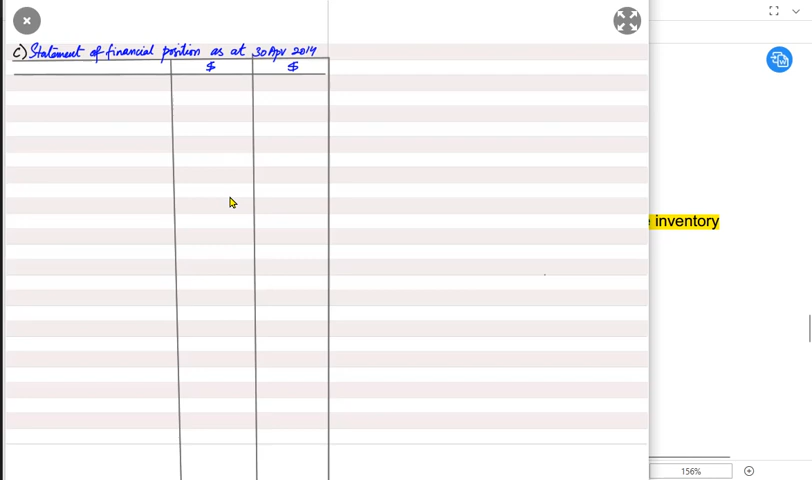 c) Statement of financial position as at 30 Apr 2014
$ $
inventory
156%